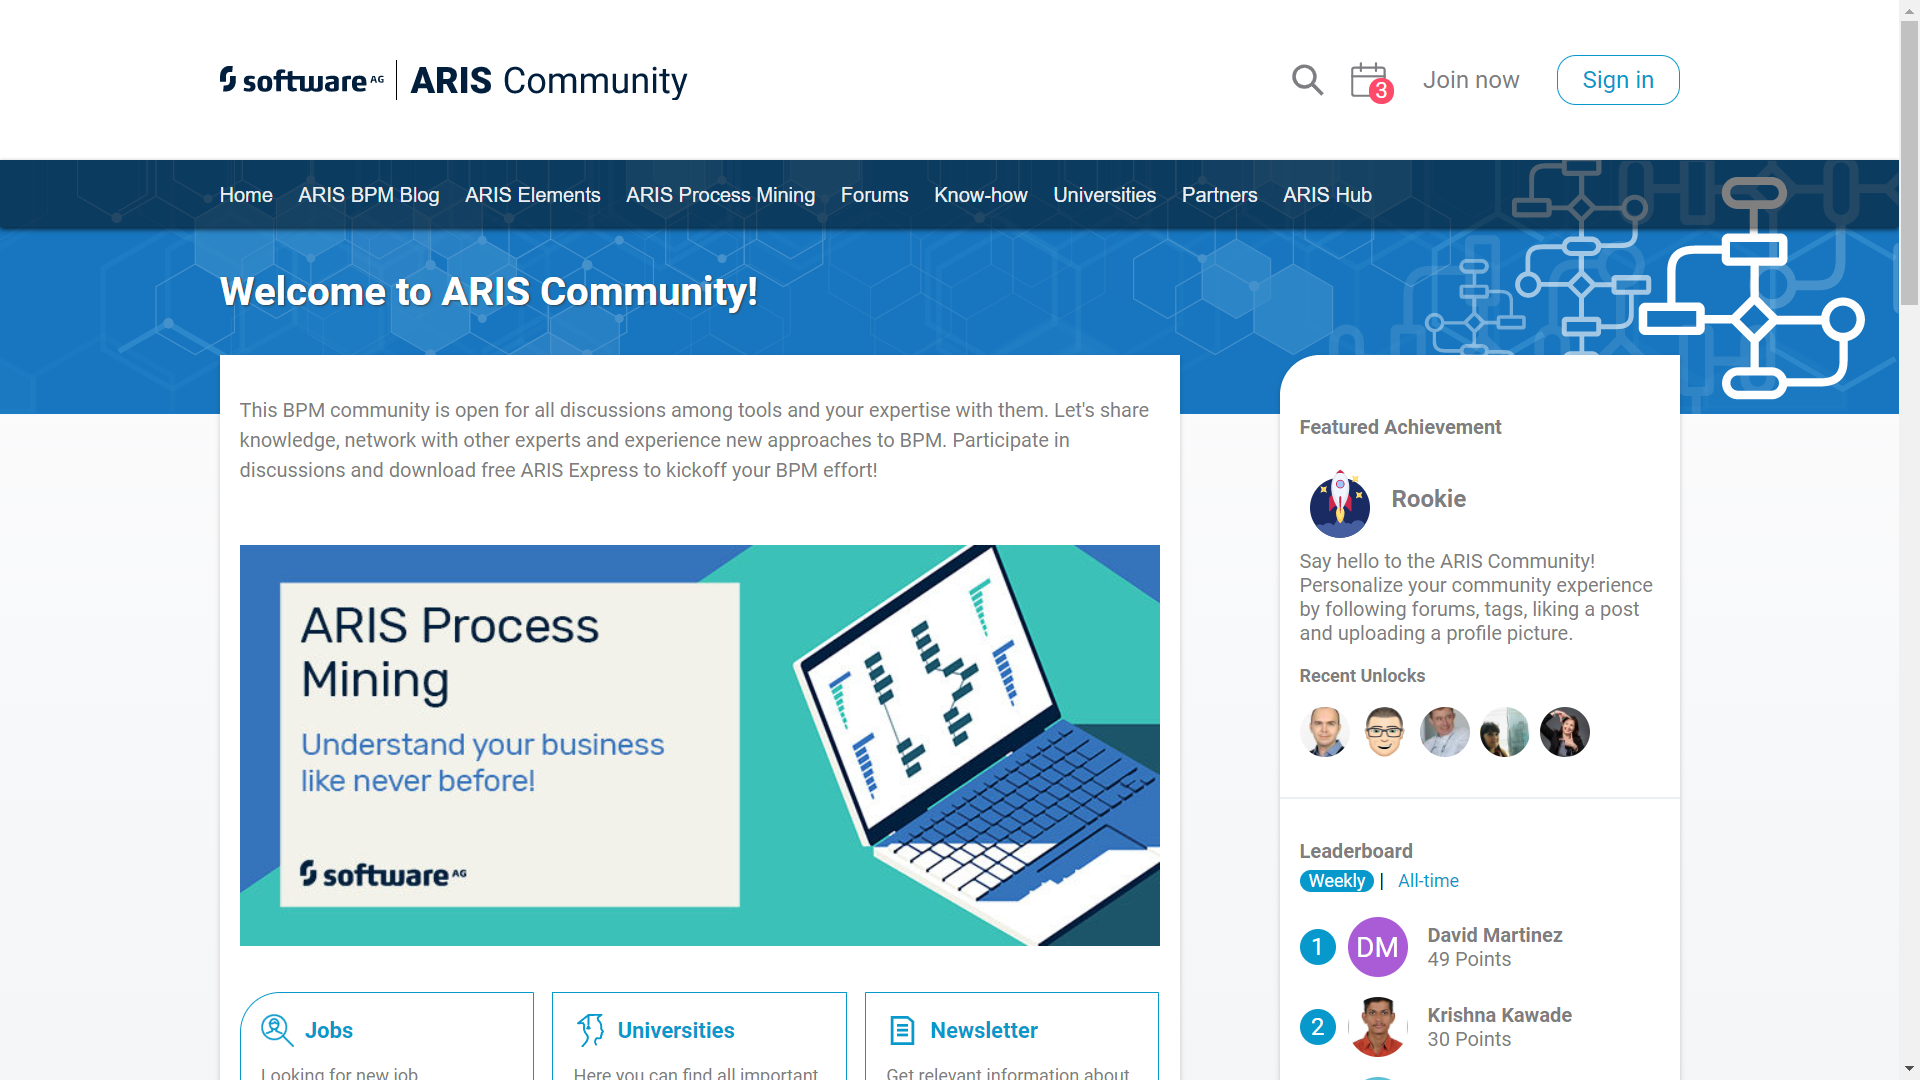 software AG | ARIS Community
3
Join now
Sign in
Home ARIS BPM Blog ARIS Elements ARIS Process Mining Forums Know-how Universities Partners ARIS Hub
Welcome to ARIS Community!
This BPM community is open for all discussions among tools and your expertise with them. Let's share
knowledge, network with other experts and experience new approaches to BPM. Participate in
discussions and download free ARIS Express to kickoff your BPM effort!
ARIS Process
Mining
Understand your business
like never before!
software AG
Jobs
Looking for new job
Universities
Here you can find all important
Newsletter
Get relevant information about
Featured Achievement
Rookie
Say hello to the ARIS Community!
Personalize your community experience
by following forums, tags, liking a post
and uploading a profile picture.
Recent Unlocks
Leaderboard
Weekly | All-time
1 DM David Martinez
49 Points
2 Krishna Kawade
30 Points